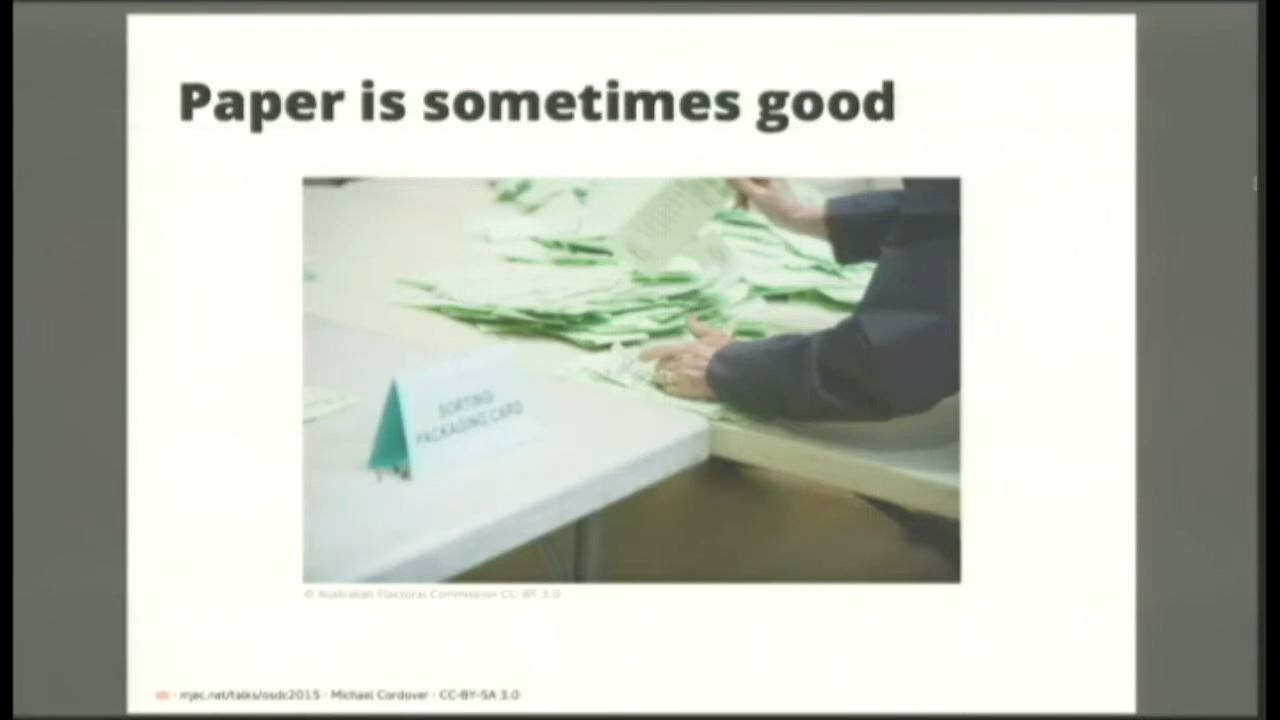 Paper is sometimes good
SORTING
PACKAGING CARD
© Australian Electoral Commission CC-BY 3.0
mjec.net/talks/osdc2015 · Michael Cordover · CC-BY-SA 3.0